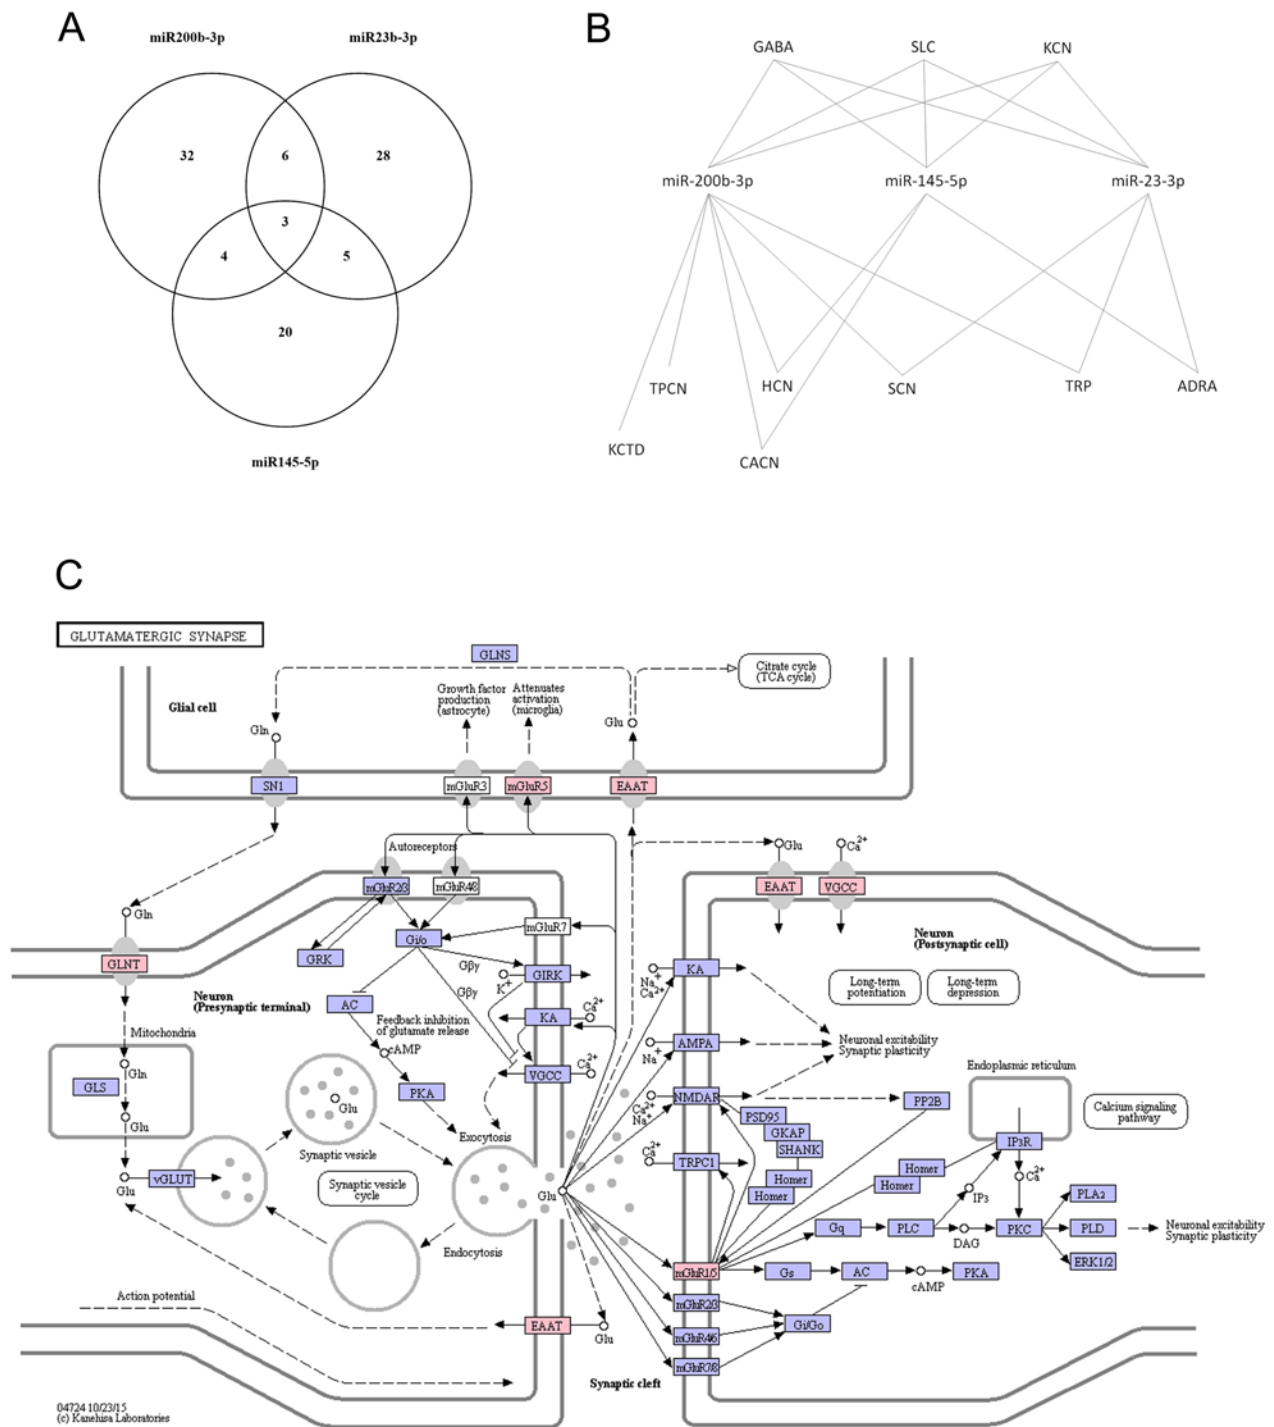 A
B
miR200b-3p
miR23b-3p
32
6
28
3
4
5
20
miR145-5p
GABA
SLC
KCN
miR-200b-3p
miR-145-5p
miR-23-3p
TPCN
HCN
SCN
TRP
ADRA
KCTD
CACN
C
GLUTAMATERGIC SYNAPSE
GLNS
Citrate cycle
(TCA cycle)
Growth factor
production
(astrocyte)
Attenuates
activation
(microglia)
Glial cell
Gln
Glu
SN1
mGluR3
mGluR5
EAAT
Autoreceptors
Glu
Ca2+
mGluR2/3
mGluR4/8
EAAT
VGCC
Gln
mGluR7
Gi/o
Neuron
(Postsynaptic cell)
GLNT
GRK
Gβγ
GIRK
K+
KA
Na+
Ca2+
Neuron
(Presynaptic terminal)
AC
Gβγ
Long-term
potentiation
Long-term
depression
Feedback inhibition
of glutamate release
KA
Ca2+
Mitochondria
cAMP
AMPA
Na+
Neuronal excitability
Synaptic plasticity
Gln
GLS
VGCC
Ca2+
Endoplasmic reticulum
PKA
NMDAR
Ca2+
Na+
PSD95
PP2B
Glu
Calcium signaling
pathway
Glu
GKAP
SHANK
Exocytosis
IP3R
Synaptic vesicle
TRPC1
Ca2+
Homer
Homer
Homer
Homer
Ca2+
vGLUT
Glu
Synaptic vesicle
cycle
Glu
IP3
PLA2
Gq
PLC
DAG
PKC
PLD
Neuronal excitability
Synaptic plasticity
Endocytosis
ERK1/2
mGluR1/5
Gs
AC
cAMP
PKA
Action potential
mGluR2/3
EAAT
Glu
mGluR4/6
Gi/Go
mGluR7/8
Synaptic cleft
04724 10/23/15
(c) Kanehisa Laboratories